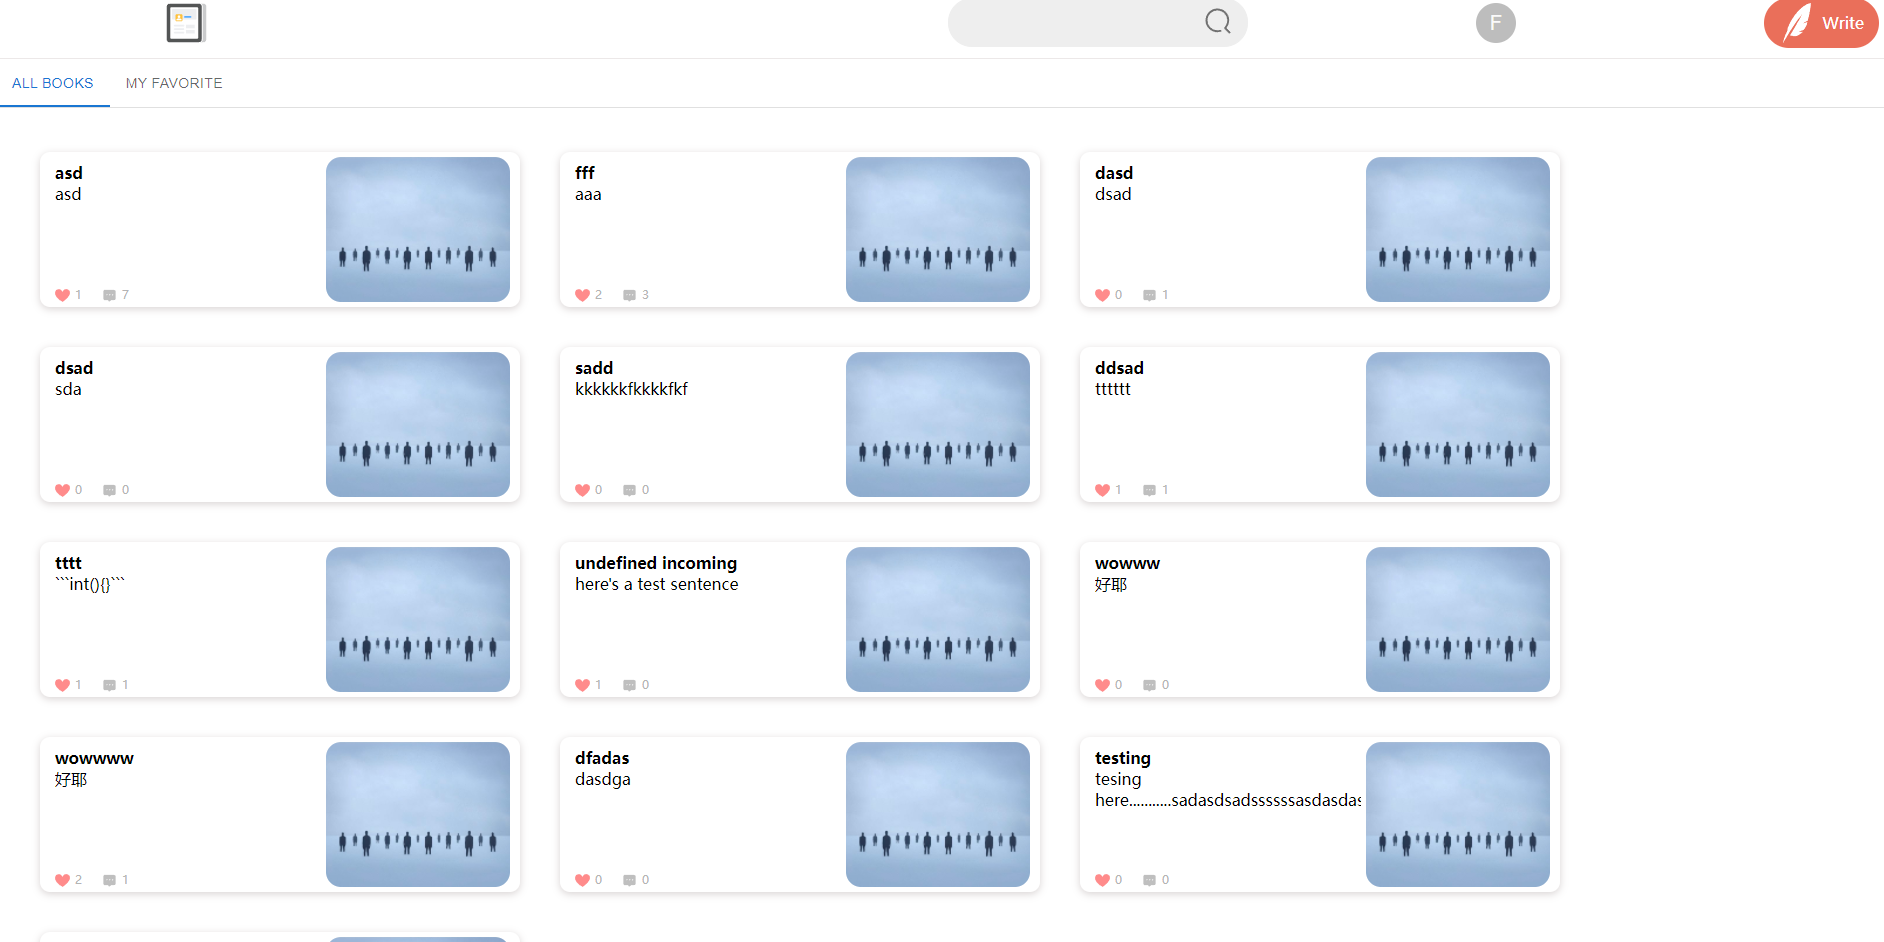 F
Write
ALL BOOKS
MY FAVORITE
asd
asd
1
7
fff
aaa
2
3
dasd
dsad
0
1
dsad
sda
0
0
sadd
kkkkkkfkkkkfkf
0
0
ddsad
tttttt
1
1
tttt
```int(){}```
1
1
undefined incoming
here's a test sentence
1
0
wowww
好耶
0
0
wowwww
好耶
2
1
dfadas
dasdga
0
0
testing
tesing
here...........sadasdsadssssssasdasdas
0
0